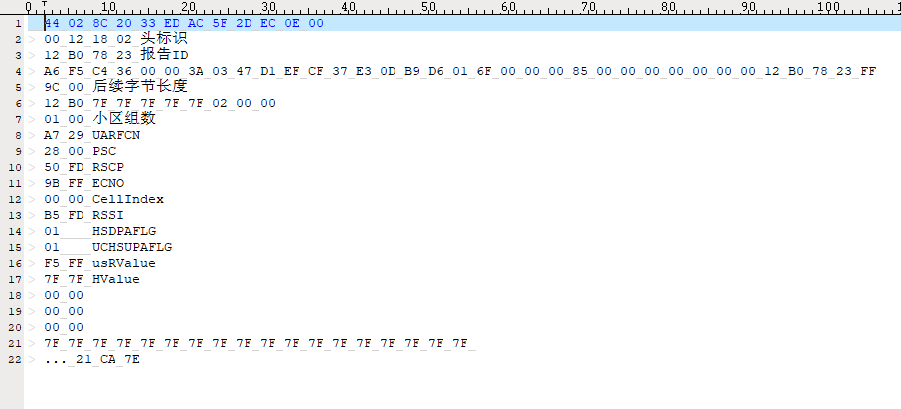 0 10 20 30 40 50 60 70 80 90 100 110
1 44 02 8C 20 33 ED AC 5F 2D EC 0E 00
2 > 00 12 18 02 头标识
3 > 12 B0 78 23 报告ID
4 > A6 F5 C4 36 00 00 3A 03 47 D1 EF CF 37 E3 0D B9 D6 01 6F 00 00 00 85 00 00 00 00 00 00 00 12 B0 78 23 FF
5 > 9C 00 后续字节长度
6 > 12 B0 7F 7F 7F 7F 7F 02 00 00
7 > 01 00 小区组数
8 > A7 29 UARFCN
9 > 28 00 PSC
10 > 50 FD RSCP
11 > 9B FF ECNO
12 > 00 00 CellIndex
13 > B5 FD RSSI
14 > 01 HSDPAFLG
15 > 01 UCHSUPAFLG
16 > F5 FF usRValue
17 > 7F 7F HValue
18 > 00 00
19 > 00 00
20 > 00 00
21 > 7F 7F 7F 7F 7F 7F 7F 7F 7F 7F 7F 7F 7F 7F 7F 7F 7F 7F
22 > ... 21 CA 7E